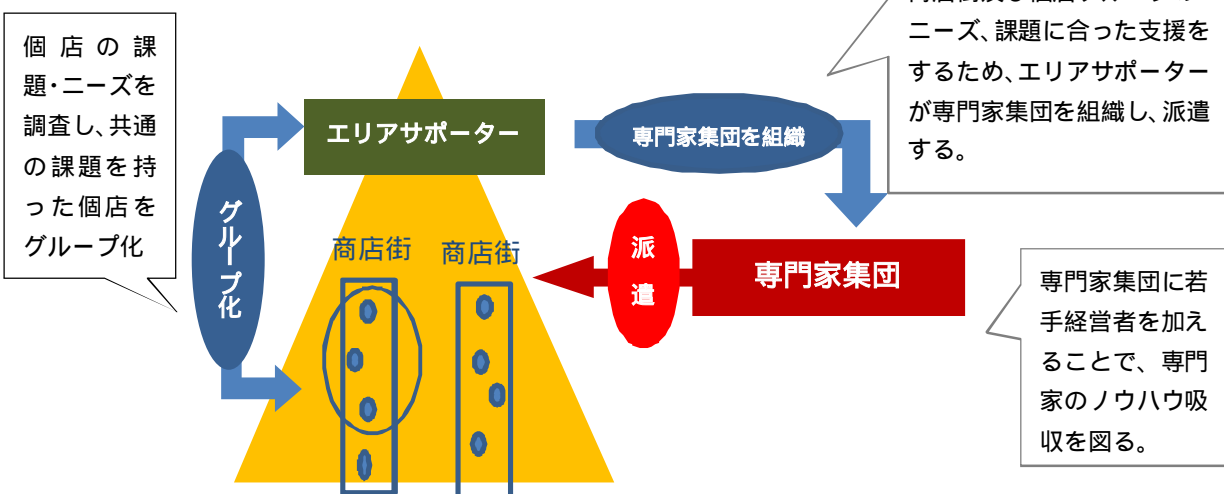 個店の課
題・ニーズを
調査し、共通
の課題を持
った個店を
グループ化
エリアサポーター
専門家集団を組織
ニーズ、課題に合った支援を
するため、エリアサポーター
が専門家集団を組織し、派遣
する。
グループ化
商店街
商店街
派
遣
専門家集団
専門家集団に若
手経営者を加え
ることで、専門
家のノウハウ吸
収を図る。